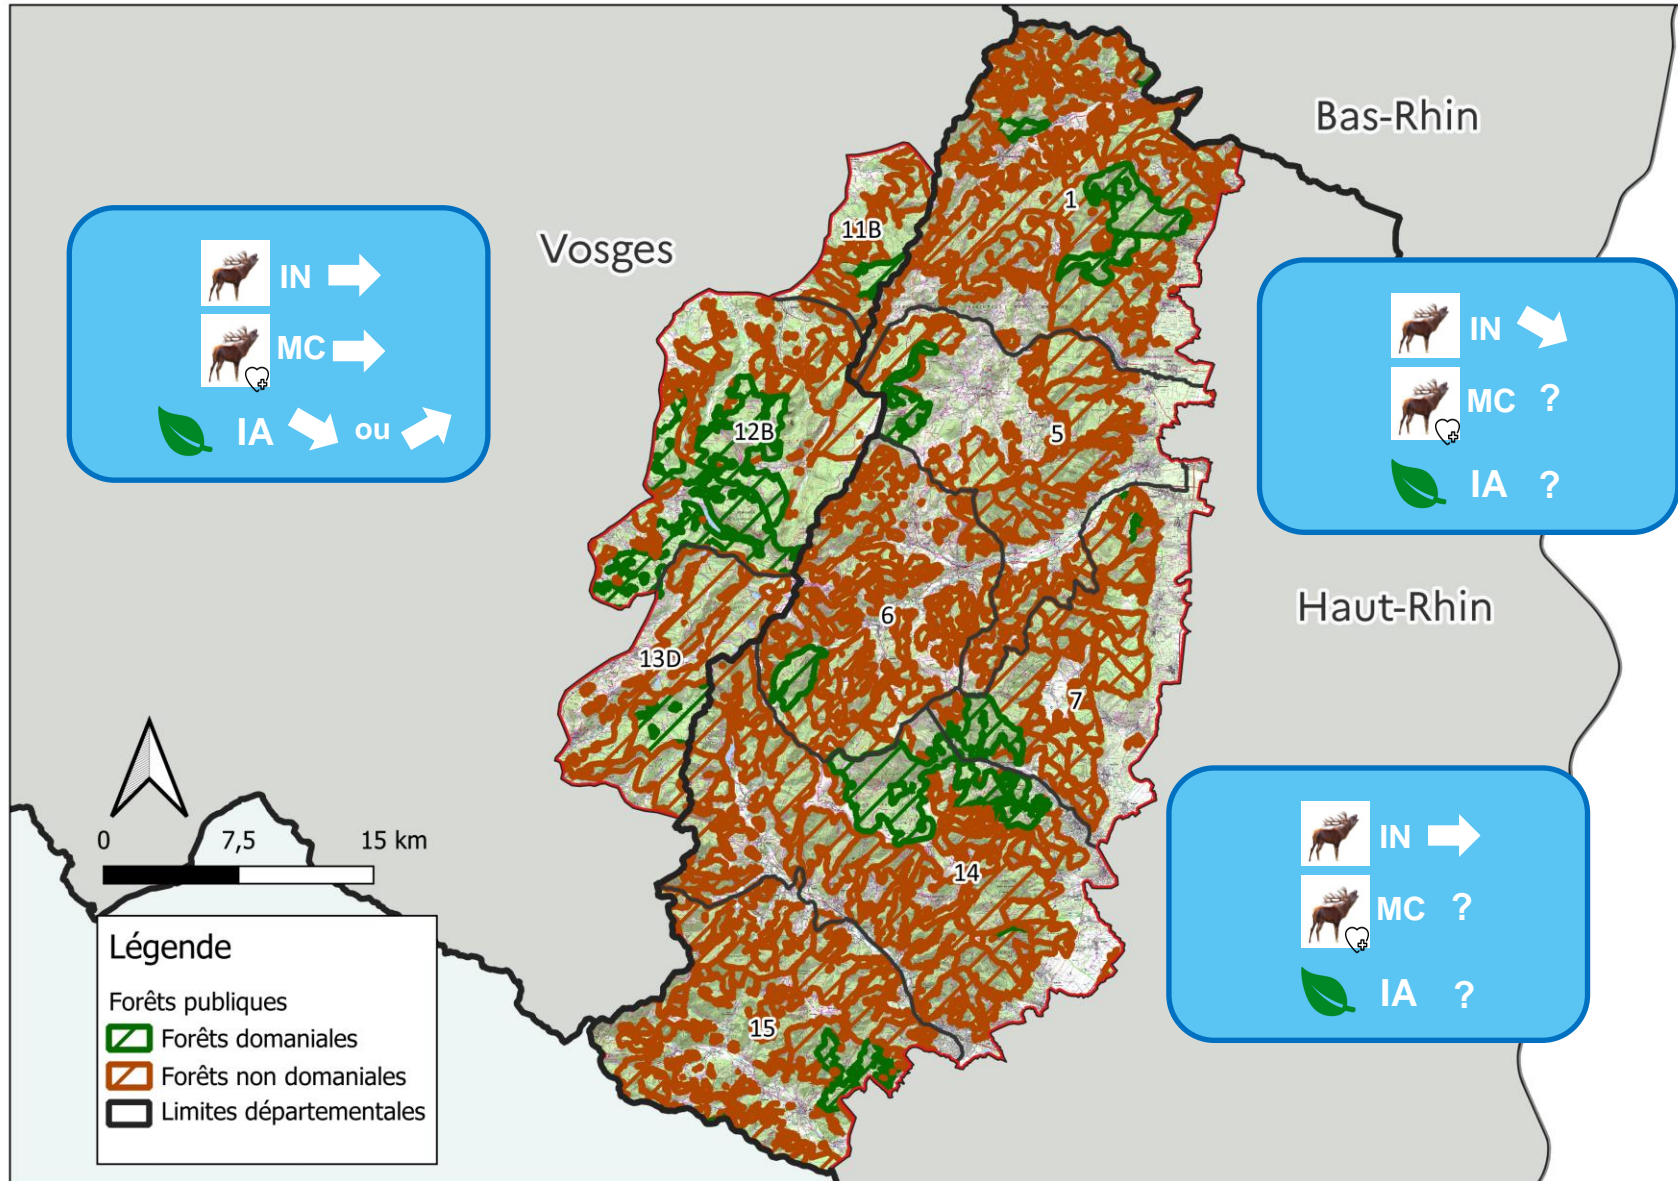 Bas-Rhin
Vosges
Haut-Rhin
1
11B
12B
5
6
13D
7
14
15
IN
MC
IA ou
IN
MC ?
IA ?
IN
MC ?
IA ?
0 7,5 15 km
Légende
Forêts publiques
Forêts domaniales
Forêts non domaniales
Limites départementales